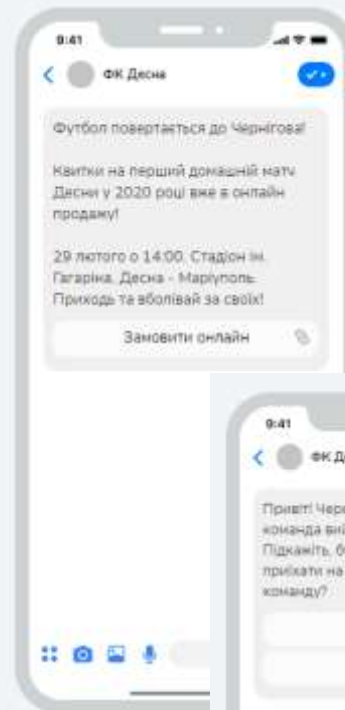 9:41
ФК Десна
Футбол повертається до Чернігова!
Квитки на перший домашній матч
Десни у 2020 році вже в онлайн
продажу!
29 лютого о 14:00. Стадіон ім.
Гагаріна. Десна - Маріуполь.
Приходь та вболівай за своїх!
Замовити онлайн
9:41
ФК
Привіт!
команда
Підкажіть,
приїхати на
команду?